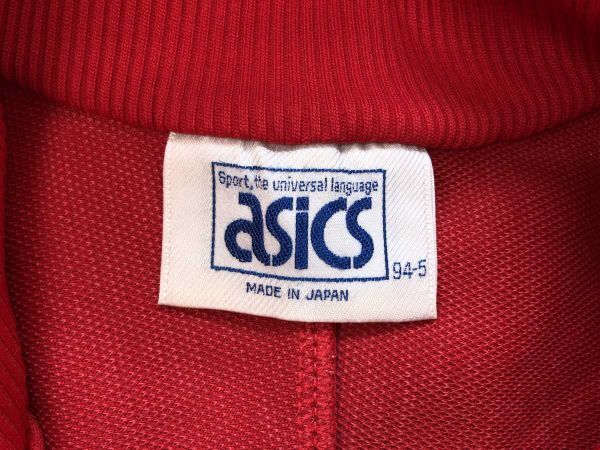 Sport, the universal language
asics
94-5
MADE IN JAPAN